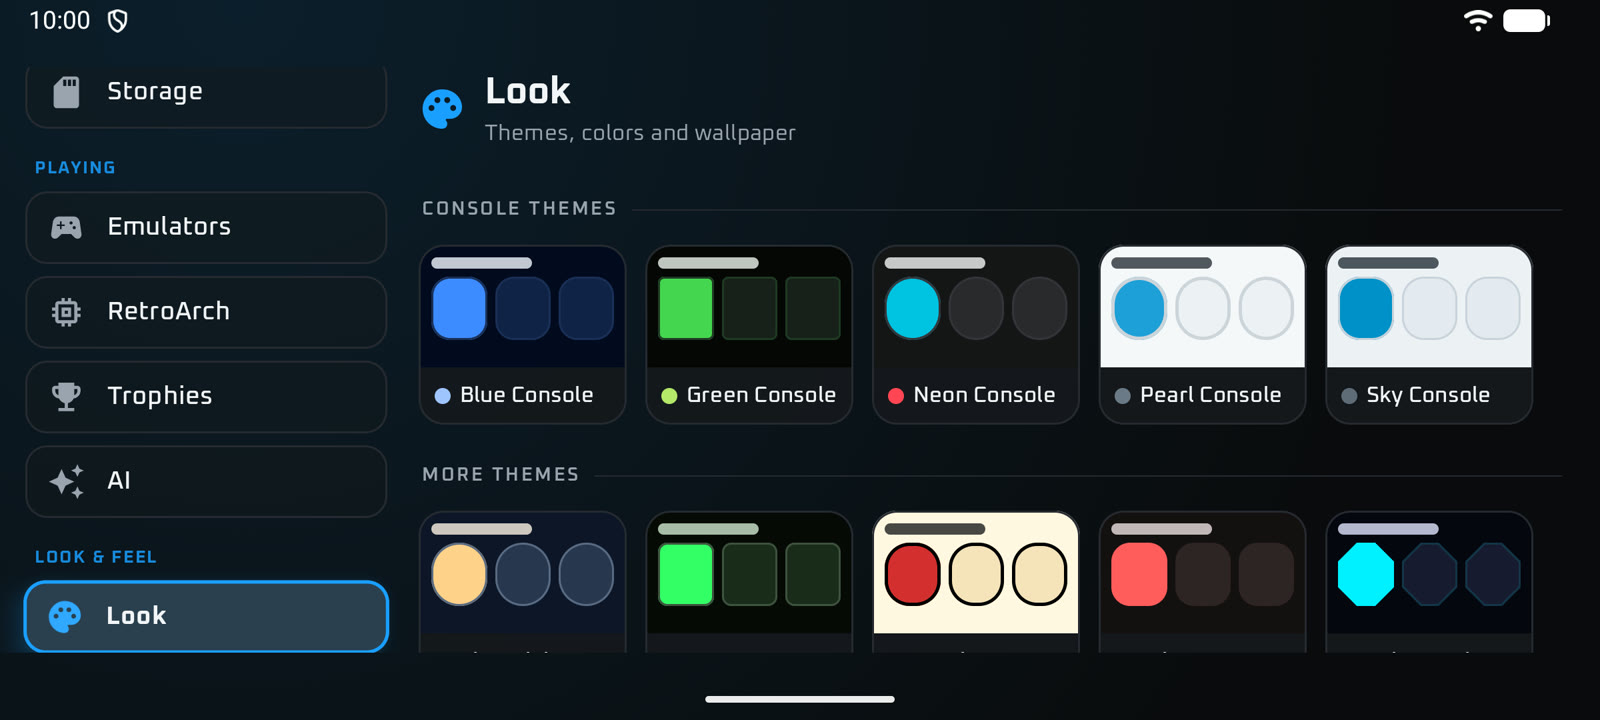 10:00
Storage
PLAYING
Emulators
RetroArch
Trophies
AI
LOOK & FEEL
Look
Look
Themes, colors and wallpaper
CONSOLE THEMES
Blue Console
Green Console
Neon Console
Pearl Console
Sky Console
MORE THEMES